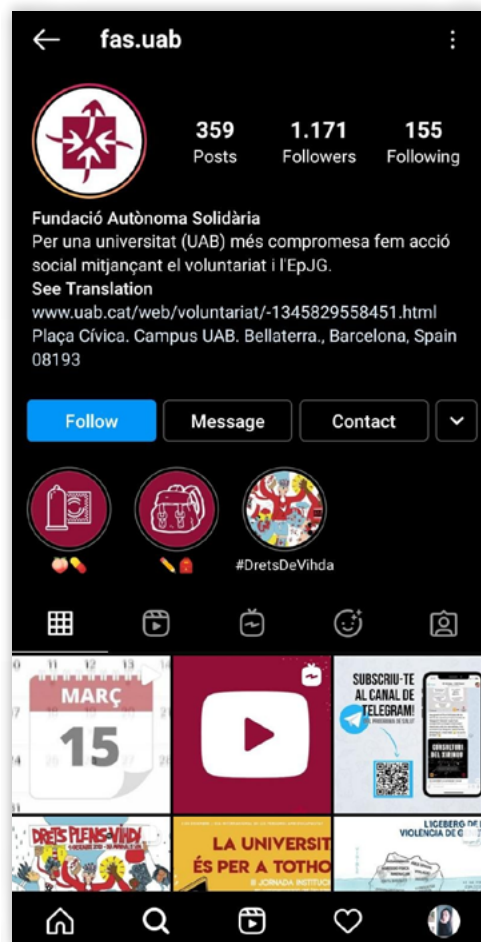 fas.uab
359 1.171 155
Posts Followers Following
Fundació Autònoma Solidària
Per una universitat (UAB) més compromesa fem acció
social mitjançant el voluntariat i l'EpJG.
See Translation
www.uab.cat/web/voluntariat/-1345829558451.html
Plaça Cívica. Campus UAB. Bellaterra., Barcelona, Spain
08193
Follow Message Contact
#DretsDeVihda
11 12 13
MARÇ
15
SUBSCRIU-TE
AL CANAL DE
TELEGRAM!
DRETS PLENS
LA UNIVERSIT
ÉS PER A TOTHO
L'ICEBERG DE
VIOLÈNCIA DE